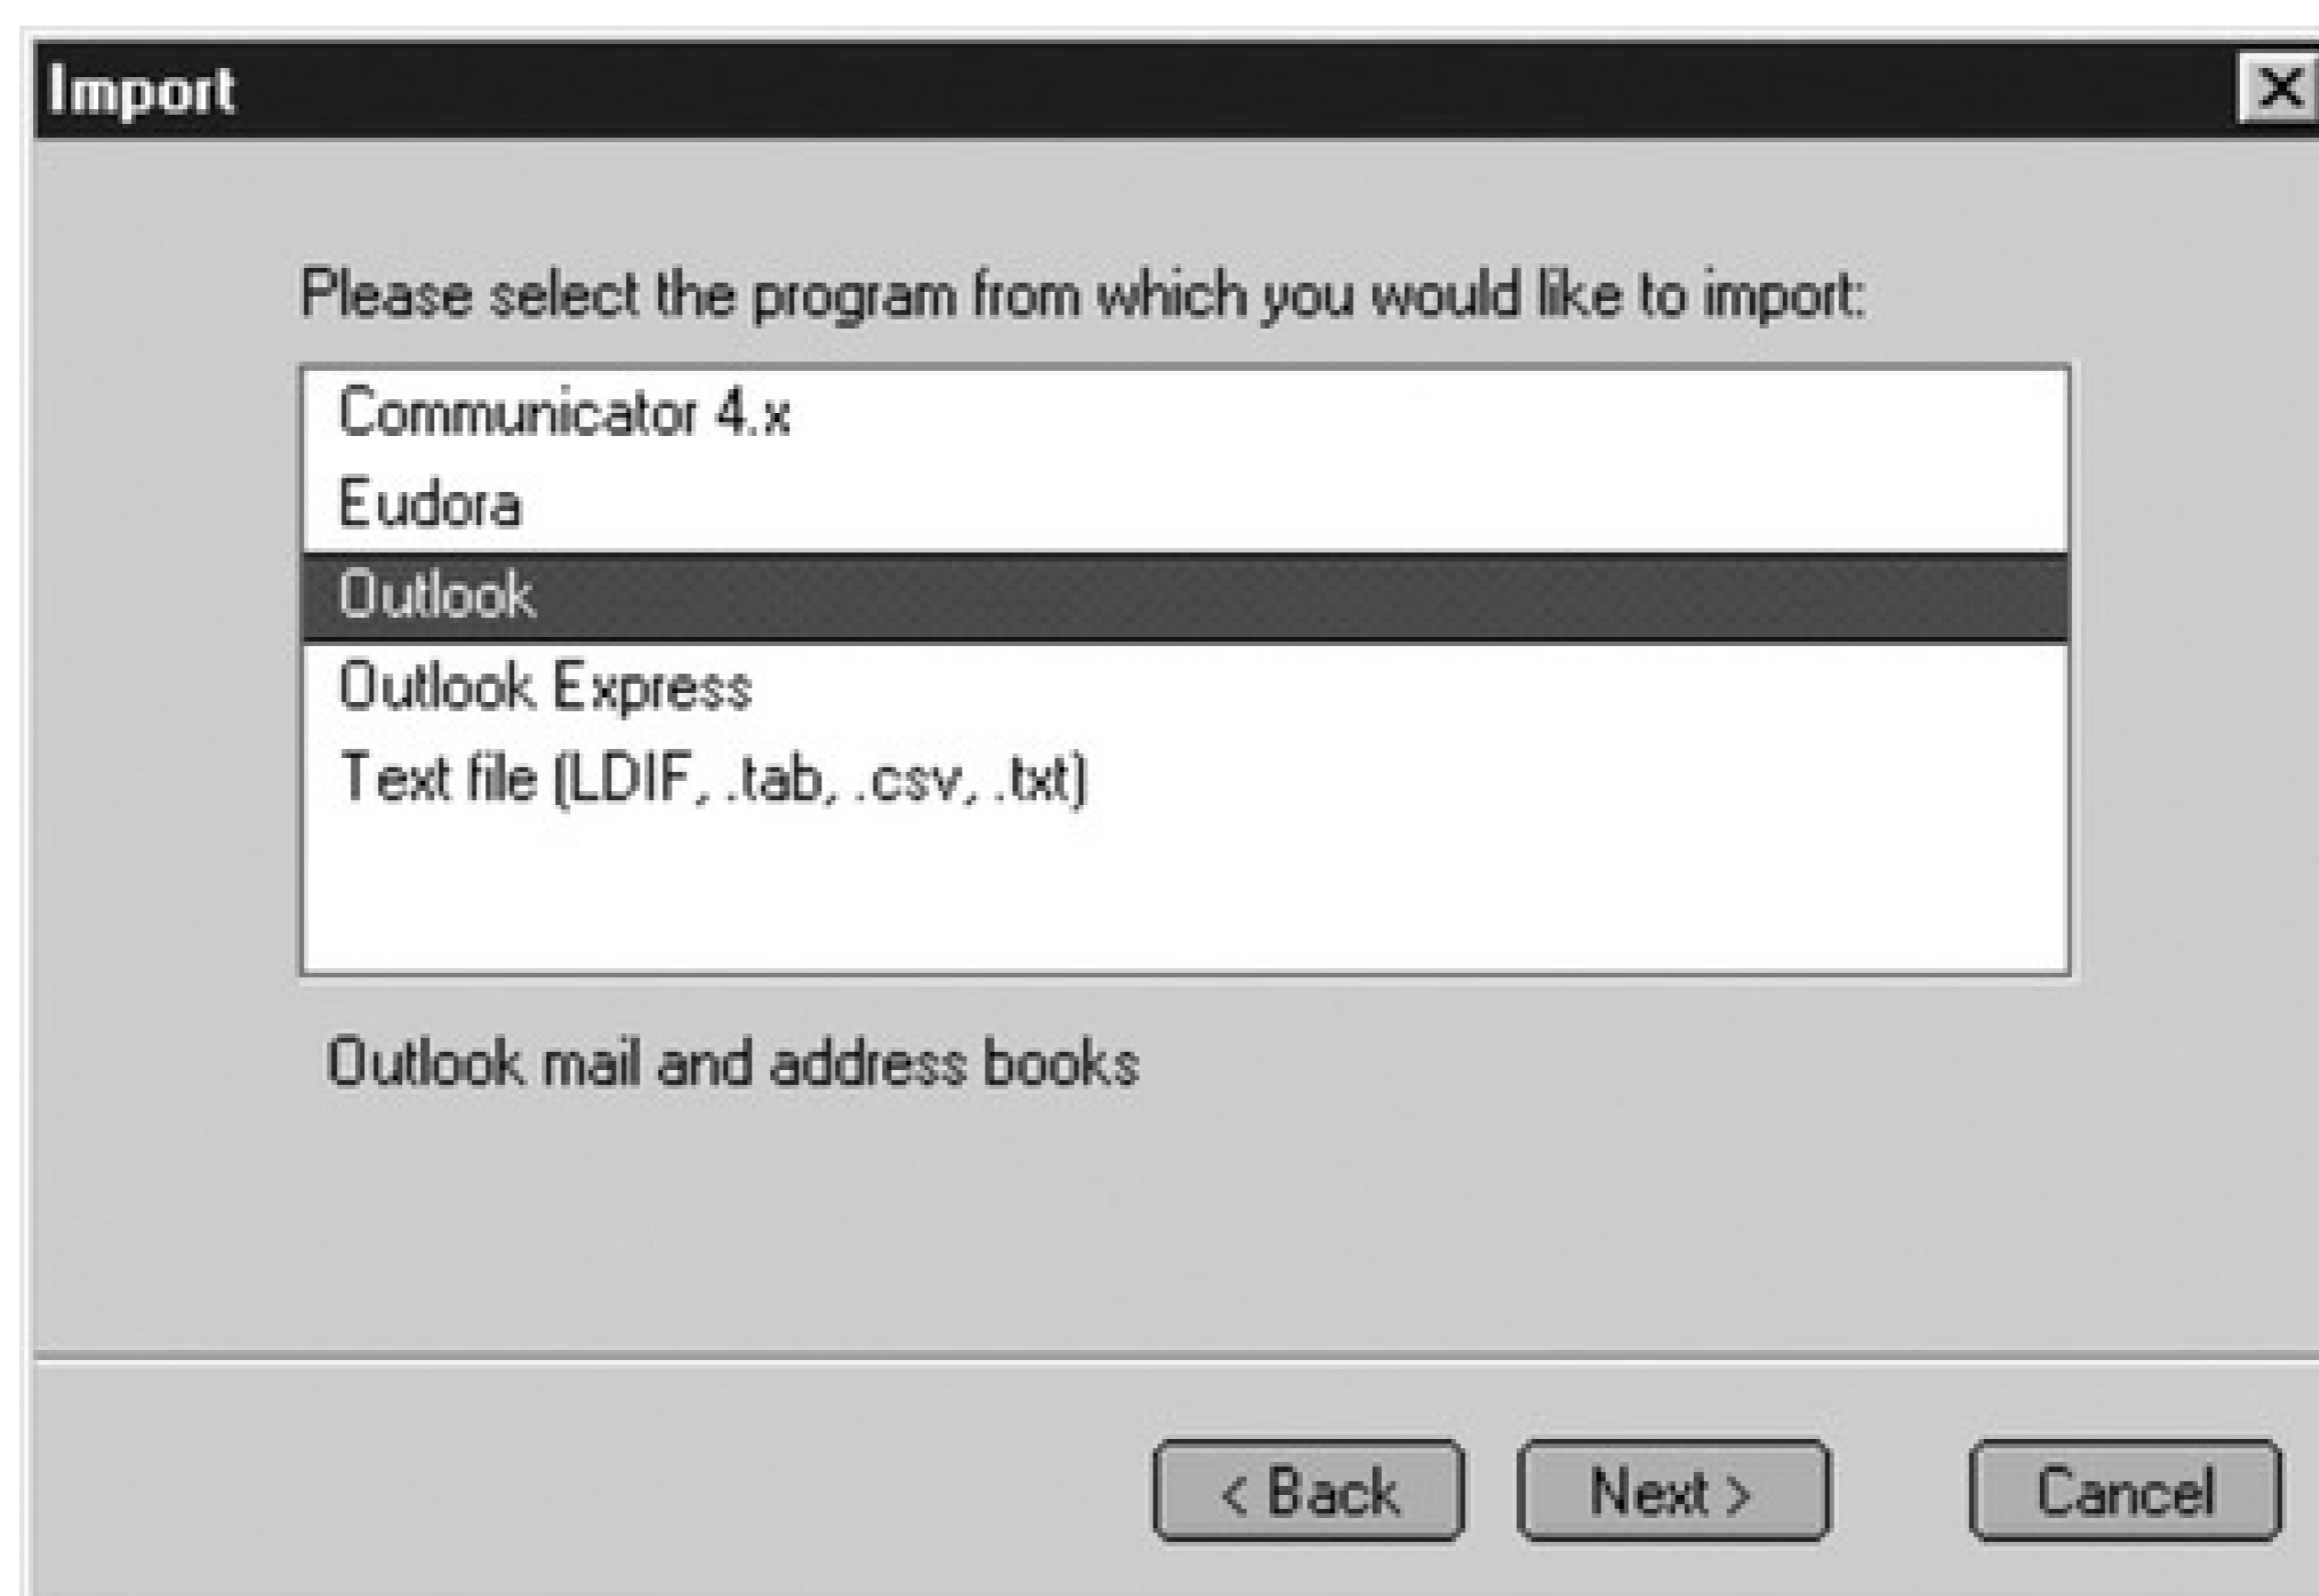 Import
Please select the program from which you would like to import:
Communicator 4.x
Eudora
Outlook
Outlook Express
Text file (LDIF, .tab, .csv, .txt)
Outlook mail and address books
< Back Next > Cancel